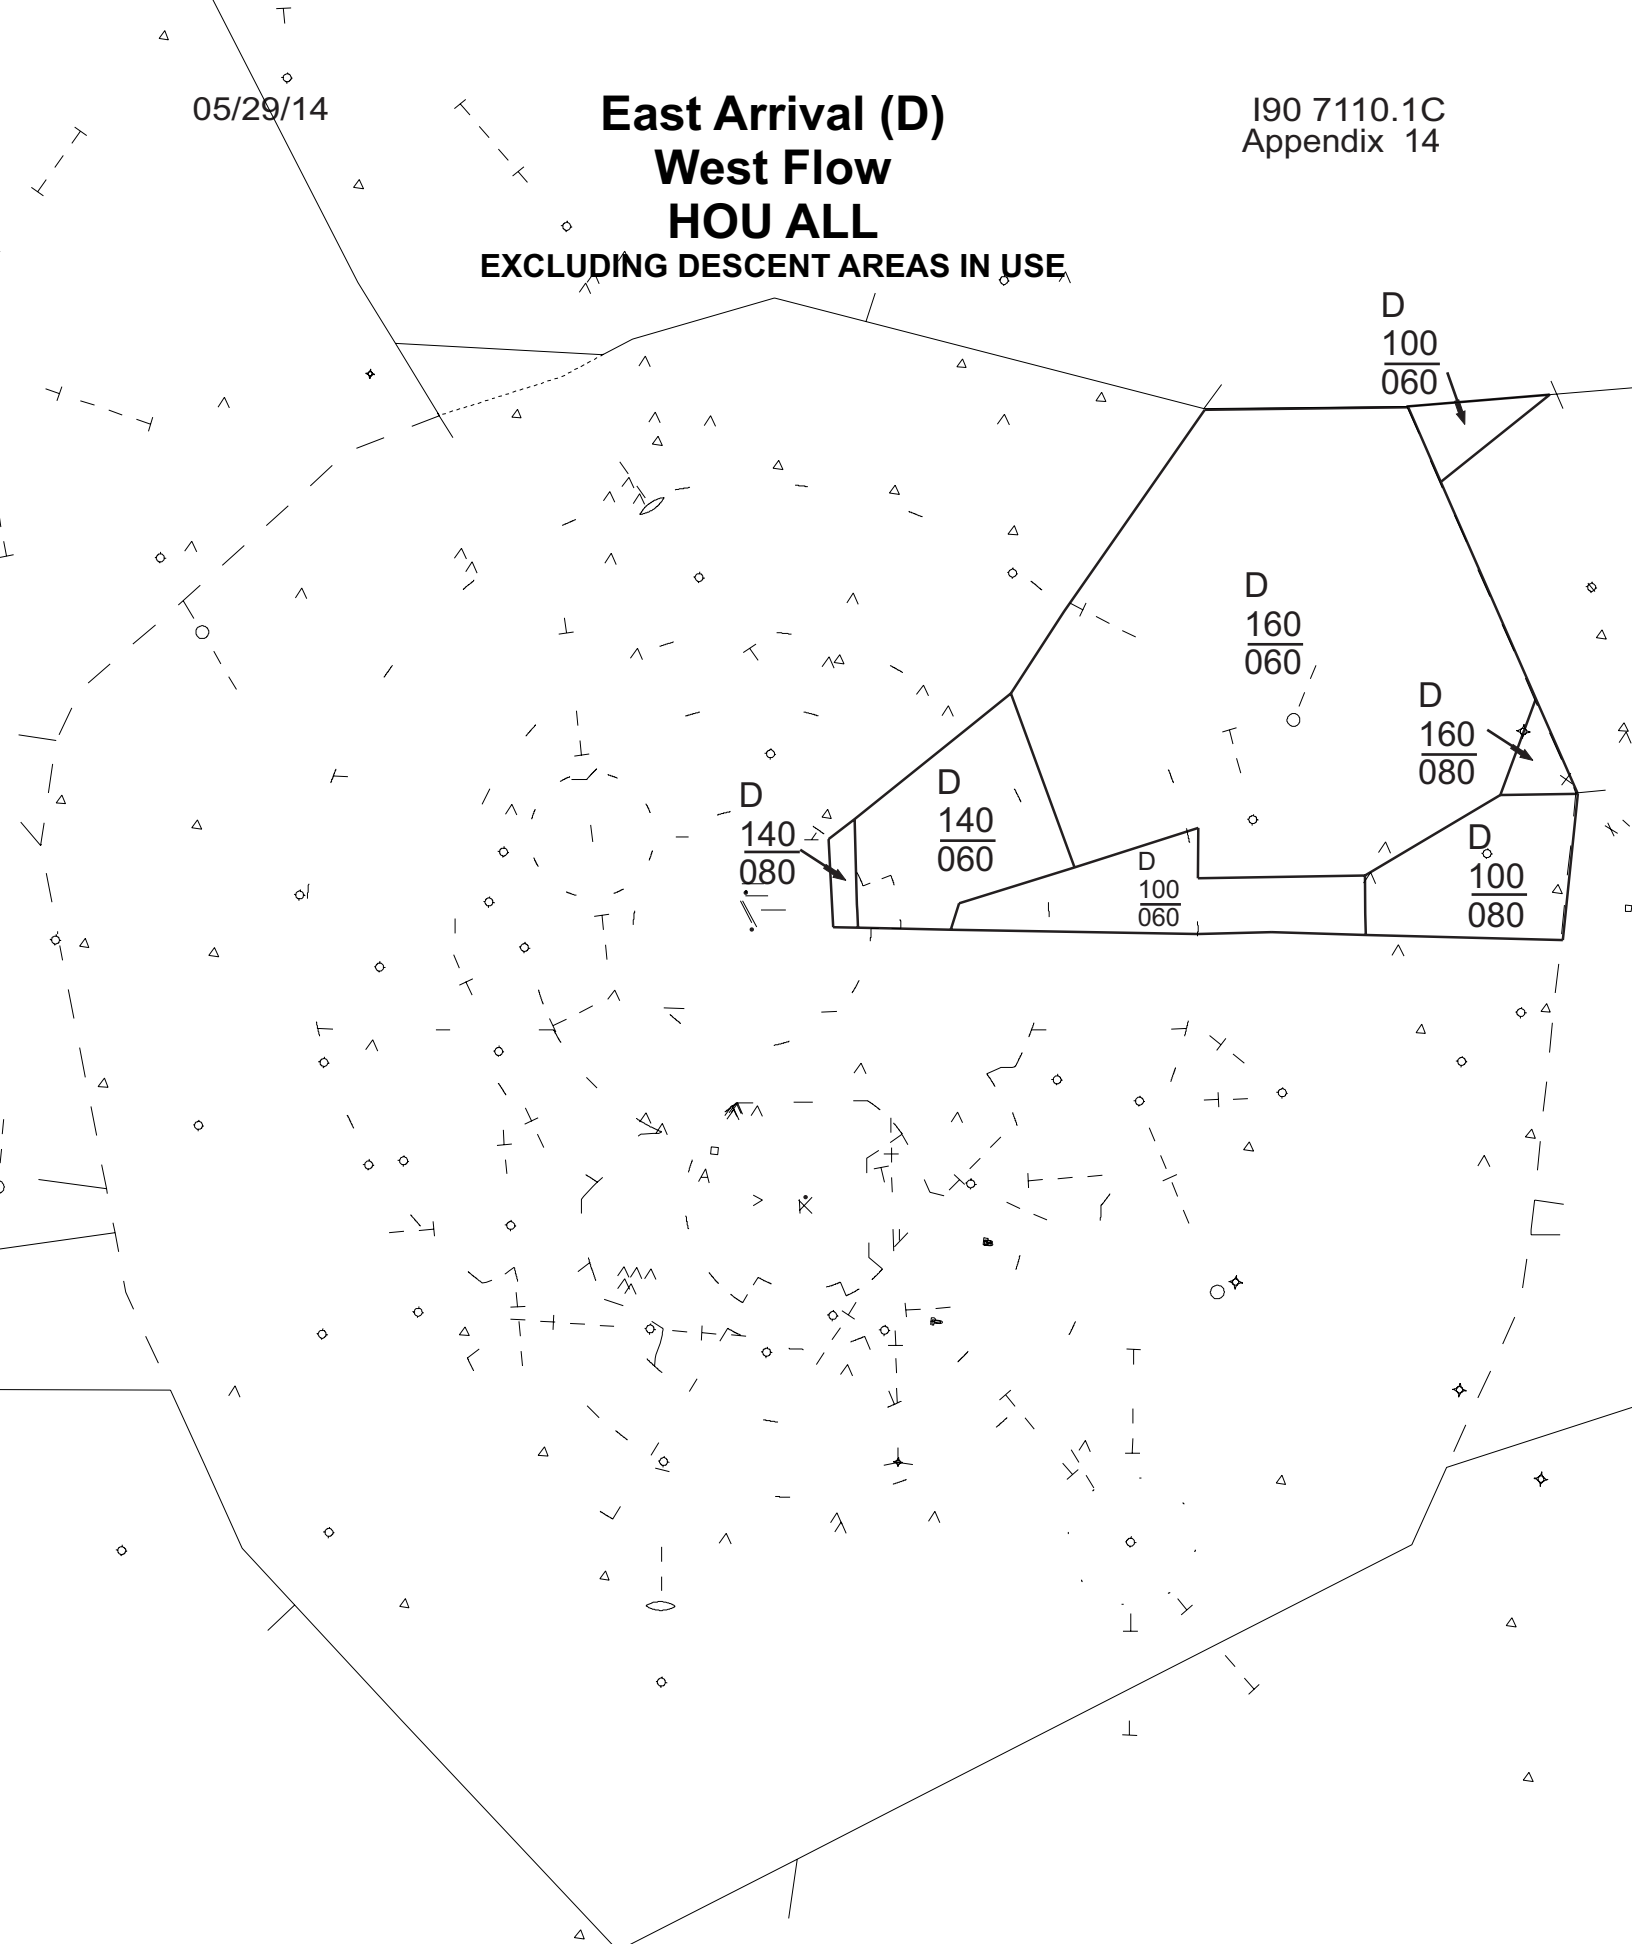 05/29/14
East Arrival (D)
West Flow
HOU ALL
EXCLUDING DESCENT AREAS IN USE
I90 7110.1C
Appendix 14
D
100
060
D
160
060
D
160
080
D
140
080
D
140
060
D
100
060
D
100
080